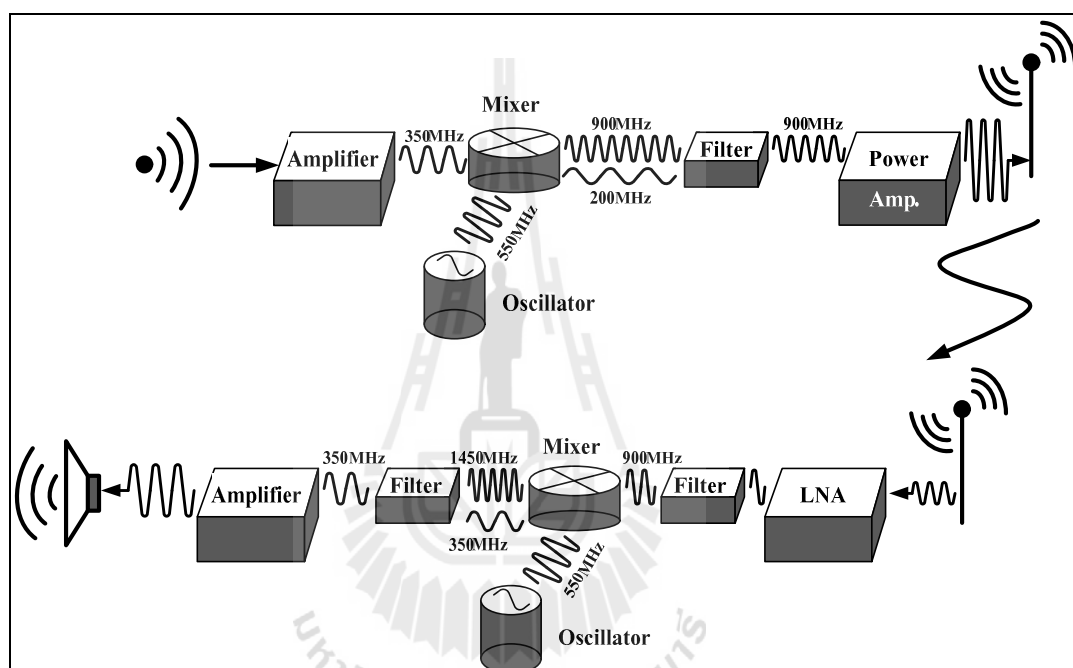 Mixer
350MHz
900MHz
900MHz
Amplifier
Filter
Power
Amp.
200MHz
550MHz
Oscillator
Mixer
350MHz
1450MHz
900MHz
Amplifier
Filter
Filter
LNA
350MHz
550MHz
Oscillator